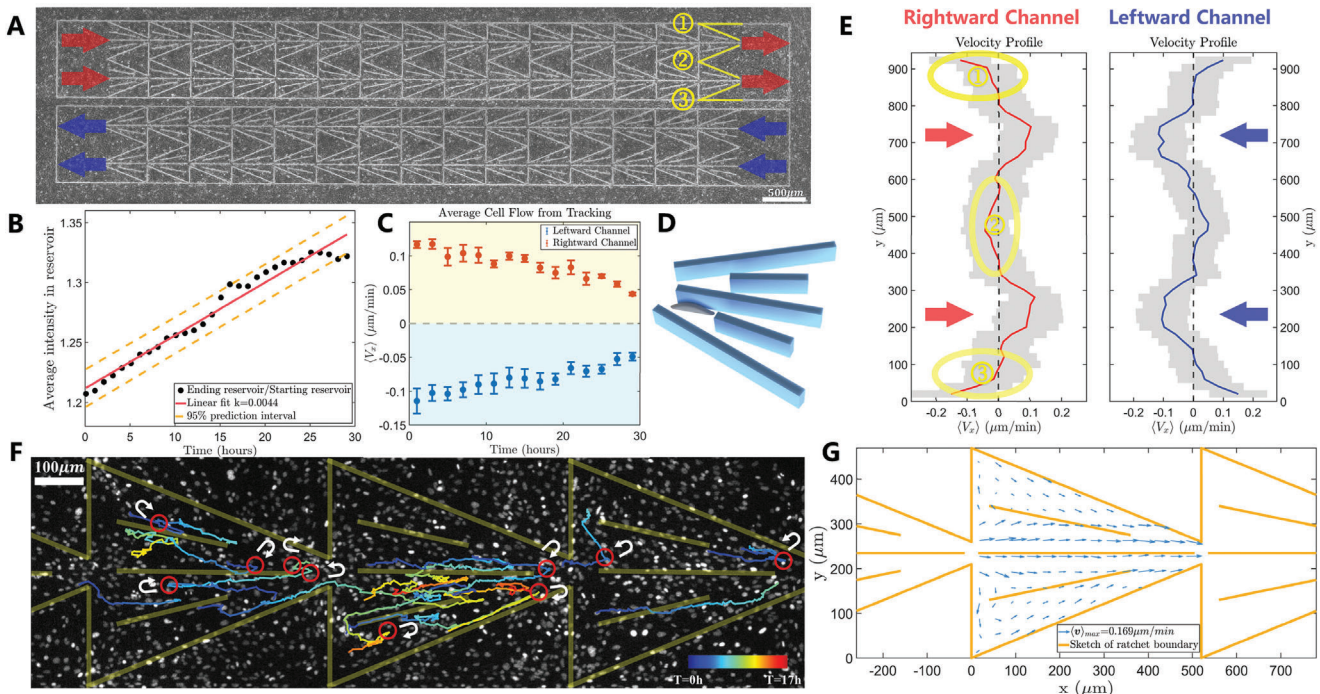 A
①
②
③
500μm
B
Average intensity in reservoir
1.35
1.3
1.25
1.2
0 5 10 15 20 25 30
Time (hours)
Ending reservoir/Starting reservoir
Linear fit k=0.0044
95% prediction interval
C
Average Cell Flow from Tracking
Leftward Channel
Rightward Channel
⟨Vx⟩ (μm/min)
0.1
0.05
0
-0.05
-0.1
-0.15
0 10 20 30
Time (hours)
D
E
Rightward Channel
Leftward Channel
Velocity Profile
Velocity Profile
y (μm)
900
800
700
600
500
400
300
200
100
0
①
②
③
-0.2 -0.1 0 0.1 0.2
⟨Vx⟩ (μm/min)
900
800
700
600
500
400
300
200
100
0
y (μm)
-0.2 -0.1 0 0.1 0.2
⟨Vx⟩ (μm/min)
F
100μm
T=0h T=17h
G
y (μm)
400
300
200
100
0
-200 -100 0 100 200 300 400 500 600 700
x (μm)
⟨v⟩max=0.169μm/min
Sketch of ratchet boundary